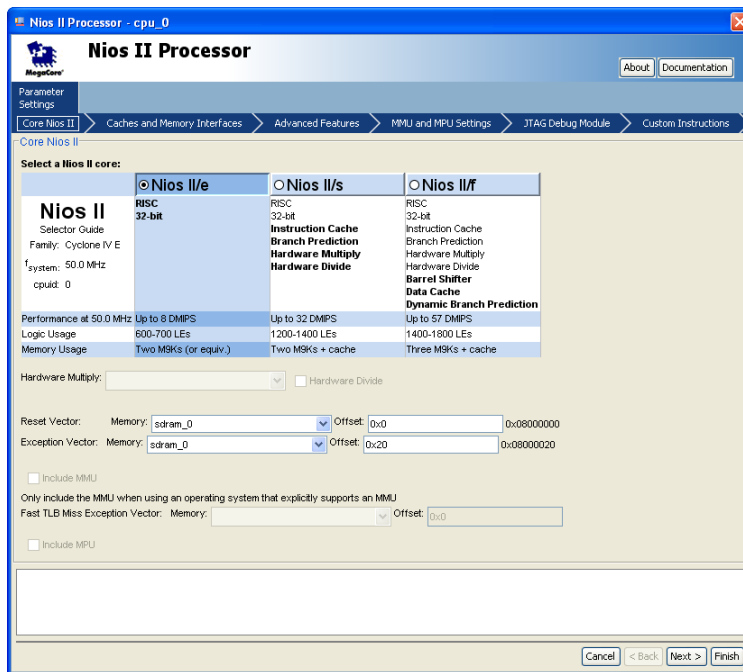 Nios II Processor - cpu_0
MegaCore®
Nios II Processor
About Documentation
Parameter
Settings
Core Nios II Caches and Memory Interfaces Advanced Features MMU and MPU Settings JTAG Debug Module Custom Instructions
Core Nios II
Select a Nios II core:
Nios II/e Nios II/s Nios II/f
Nios II
Selector Guide
Family: Cyclone IV E
fsystem: 50.0 MHz
cpuid: 0
RISC
32-bit
RISC
32-bit
Instruction Cache
Branch Prediction
Hardware Multiply
Hardware Divide
RISC
32-bit
Instruction Cache
Branch Prediction
Hardware Multiply
Hardware Divide
Barrel Shifter
Data Cache
Dynamic Branch Prediction
Performance at 50.0 MHz Up to 8 DMIPS Up to 32 DMIPS Up to 57 DMIPS
Logic Usage 600-700 LEs 1200-1400 LEs 1400-1800 LEs
Memory Usage Two M9Ks (or equiv.) Two M9Ks + cache Three M9Ks + cache
Hardware Multiply: Hardware Divide
Reset Vector: Memory: sdram_0 Offset: 0x0 0x08000000
Exception Vector: Memory: sdram_0 Offset: 0x20 0x08000020
Include MMU
Only include the MMU when using an operating system that explicitly supports an MMU
Fast TLB Miss Exception Vector: Memory: Offset: 0x0
Include MPU
Cancel < Back Next > Finish